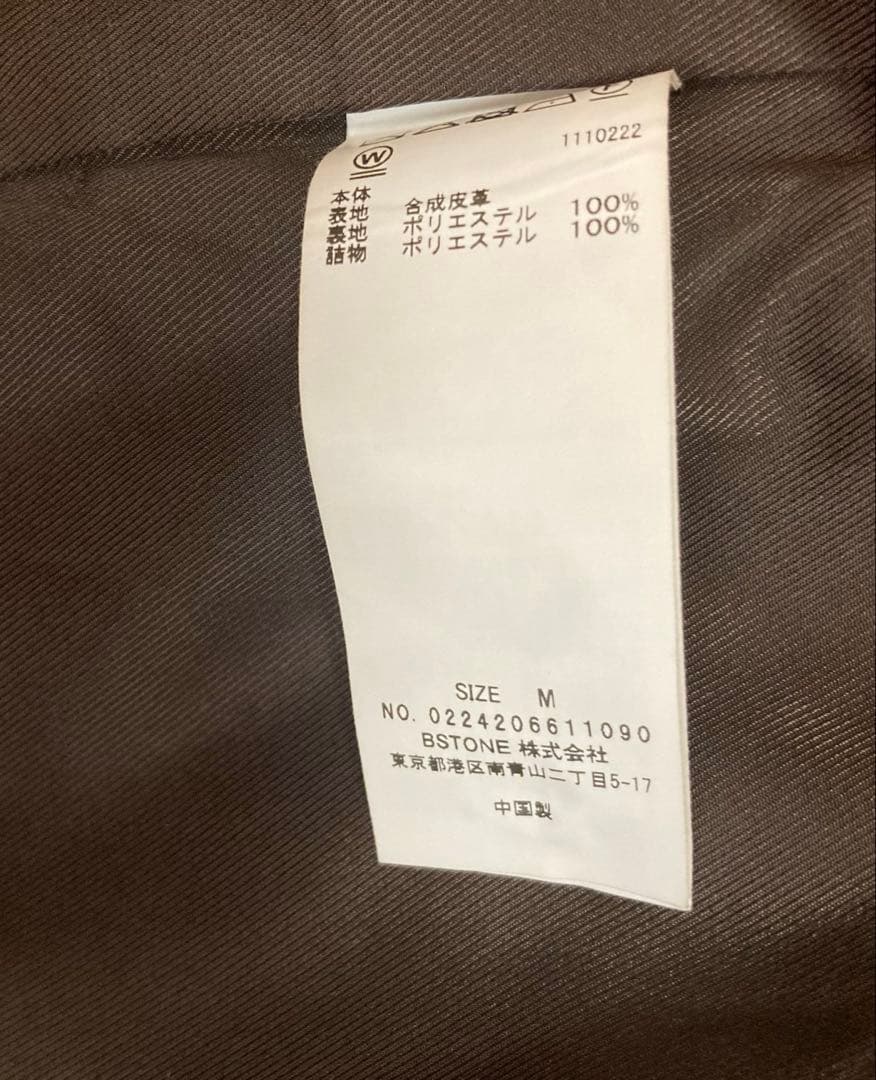 1110222
W
本体
表地 合成皮革
裏地 ポリエステル 100%
詰物 ポリエステル 100%
SIZE M
NO. 0224206611090
BSTONE 株式会社
東京都港区南青山二丁目5-17
中国製